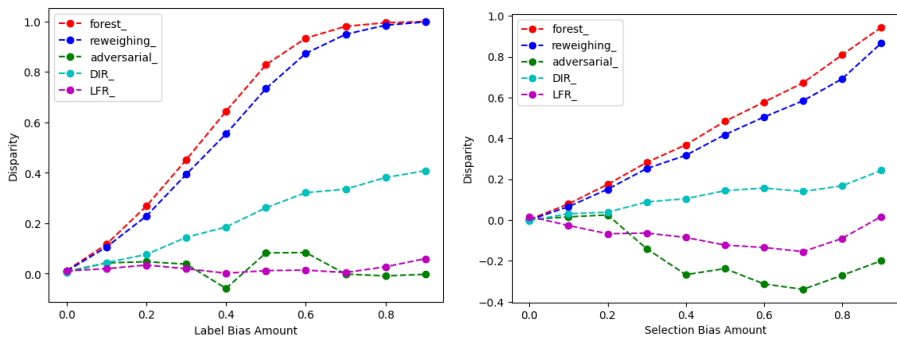 forest_
reweighing_
adversarial_
DIR_
LFR_
1.0
0.8
0.6
0.4
0.2
0.0
Disparity
0.0 0.2 0.4 0.6 0.8
Label Bias Amount
forest_
reweighing_
adversarial_
DIR_
LFR_
1.0
0.8
0.6
0.4
0.2
0.0
−0.2
−0.4
Disparity
0.0 0.2 0.4 0.6 0.8
Selection Bias Amount